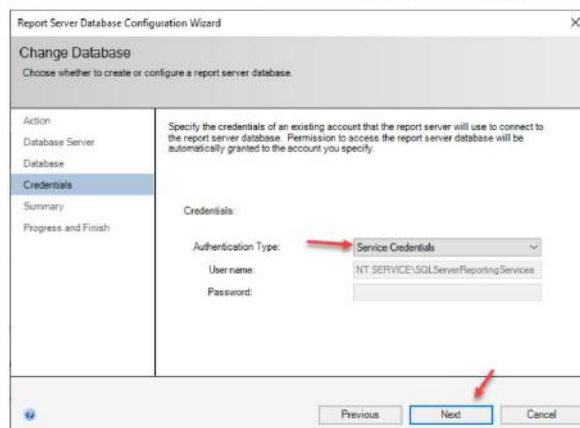 Report Server Database Configuration Wizard
Change Database
Choose whether to create or configure a report server database.
Action
Database Server
Database
Credentials
Summary
Progress and Finish
Specify the credentials of an existing account that the report server will use to connect to
the report server database. Permission to access the report server database will be
automatically granted to the account you specify.
Credentials:
Authentication Type:
Service Credentials
User name:
NT SERVICE\SQLServerReportingServices
Password:
Previous
Next
Cancel